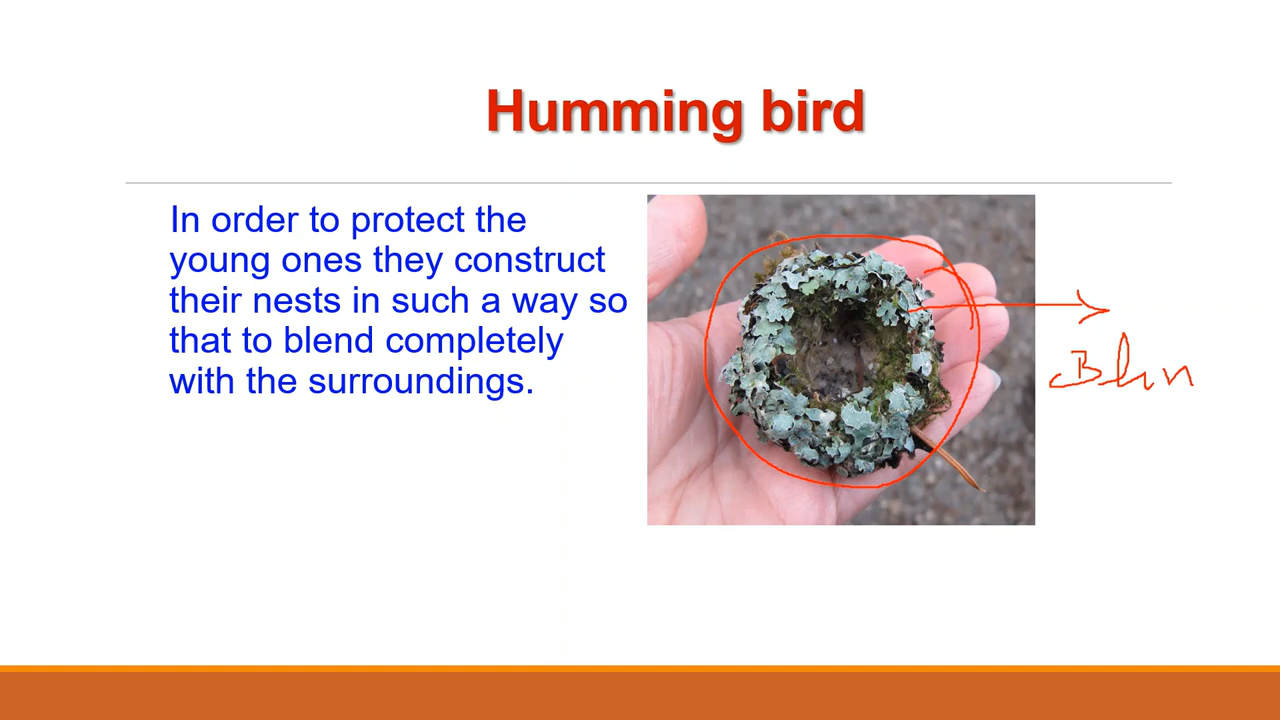 Humming bird
In order to protect the
young ones they construct
their nests in such a way so
that to blend completely
with the surroundings.